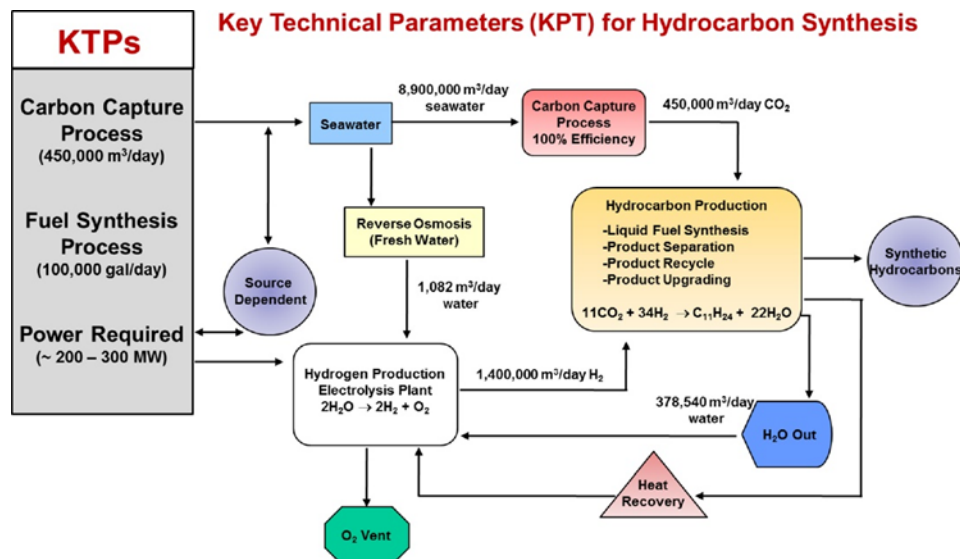 Key Technical Parameters (KPT) for Hydrocarbon Synthesis
KTPs
Carbon Capture
Process
(450,000 m³/day)
Fuel Synthesis
Process
(100,000 gal/day)
Power Required
(~ 200 – 300 MW)
Source
Dependent
Seawater
8,900,000 m³/day
seawater
Carbon Capture
Process
100% Efficiency
450,000 m³/day CO₂
Reverse Osmosis
(Fresh Water)
1,082 m³/day
water
Hydrocarbon Production
-Liquid Fuel Synthesis
-Product Separation
-Product Recycle
-Product Upgrading
11CO₂ + 34H₂ → C₁₁H₂₄ + 22H₂O
Synthetic
Hydrocarbons
Hydrogen Production
Electrolysis Plant
2H₂O → 2H₂ + O₂
1,400,000 m³/day H₂
378,540 m³/day
water
H₂O Out
Heat
Recovery
O₂ Vent